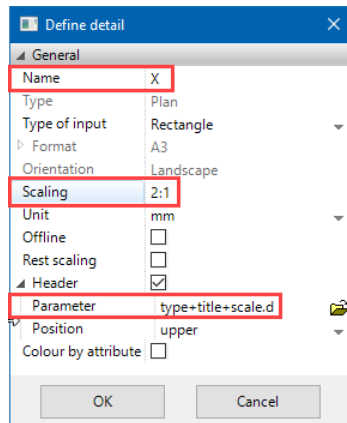 Define detail
General
Name X
Type Plan
Type of input Rectangle
Format A3
Orientation Landscape
Scaling 2:1
Unit mm
Offline
Rest scaling
Header
Parameter type+title+scale.d
Position upper
Colour by attribute
OK Cancel